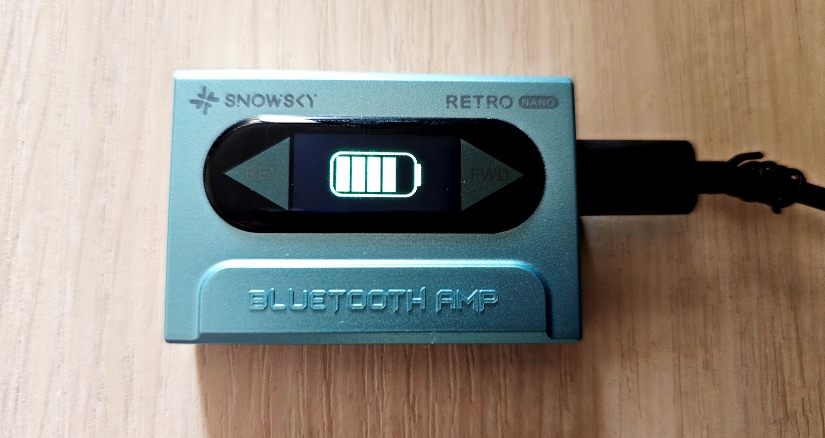 SNOWSKY RETRO NANO
REV FWD
BLUETOOTH AMP